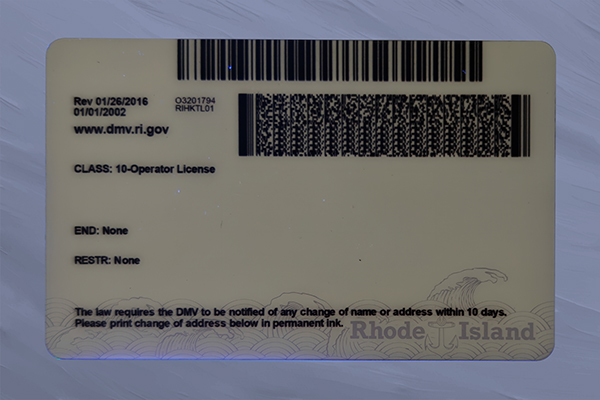 Rev 01/26/2016
01/01/2002
O3201794
RIHKTL01
www.dmv.ri.gov
CLASS: 10-Operator License
END: None
RESTR: None
The law requires the DMV to be notified of any change of name or address within 10 days.
Please print change of address below in permanent ink.
Rhode Island